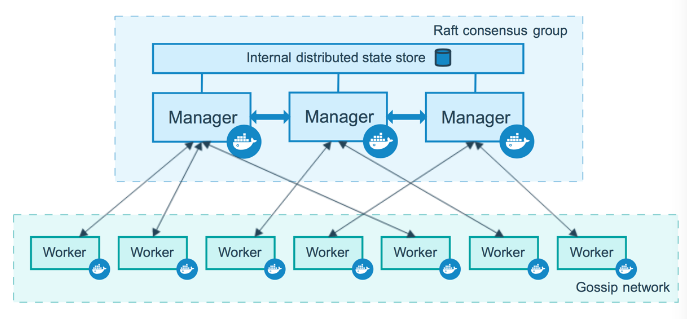 Raft consensus group
Internal distributed state store
Manager
Manager
Manager
Worker
Worker
Worker
Worker
Worker
Worker
Worker
Gossip network